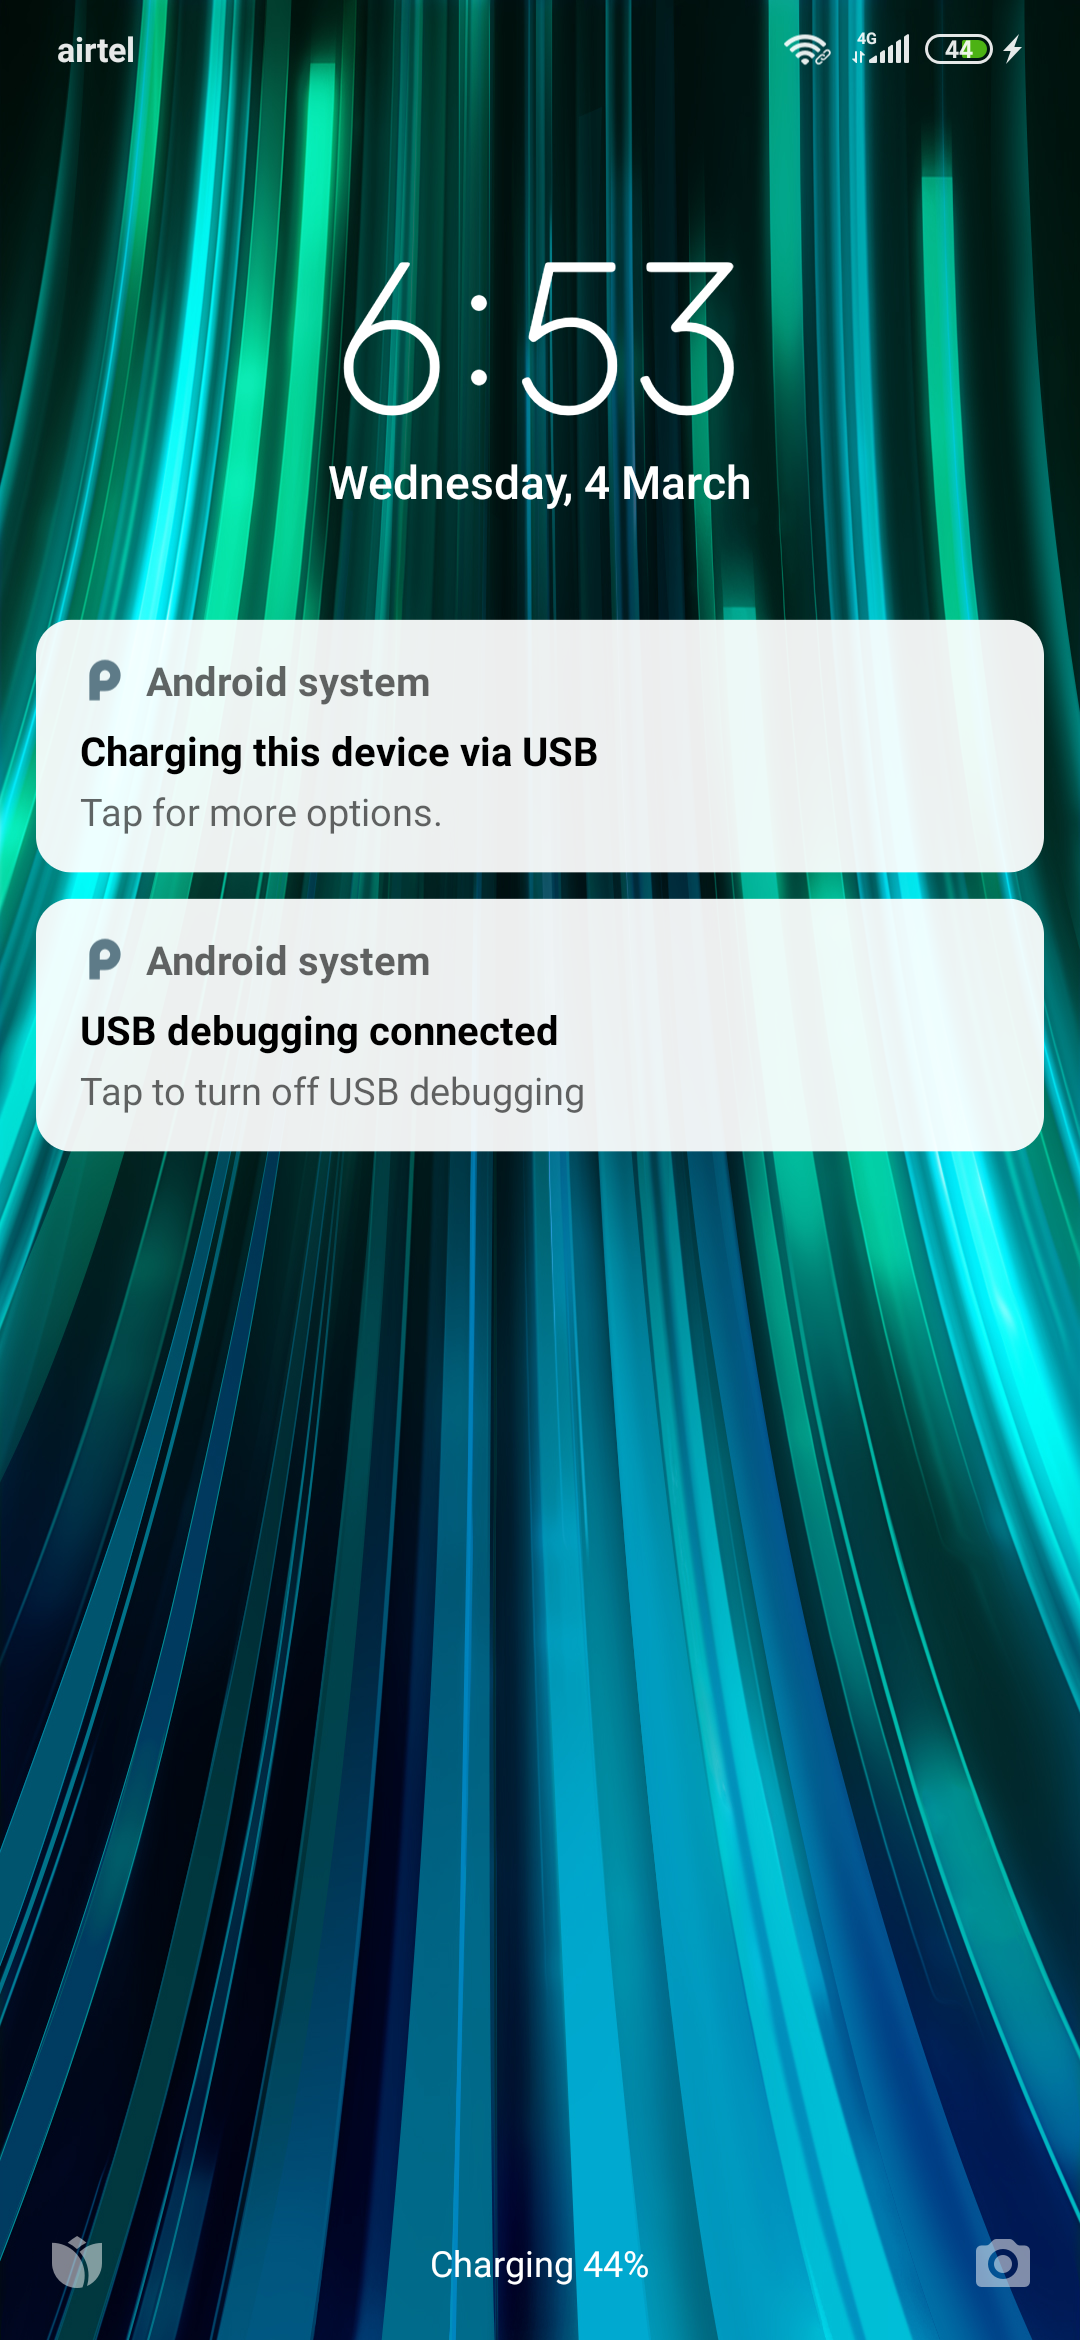 airtel
4G
44
6:53
Wednesday, 4 March
Android system
Charging this device via USB
Tap for more options.
Android system
USB debugging connected
Tap to turn off USB debugging
Charging 44%